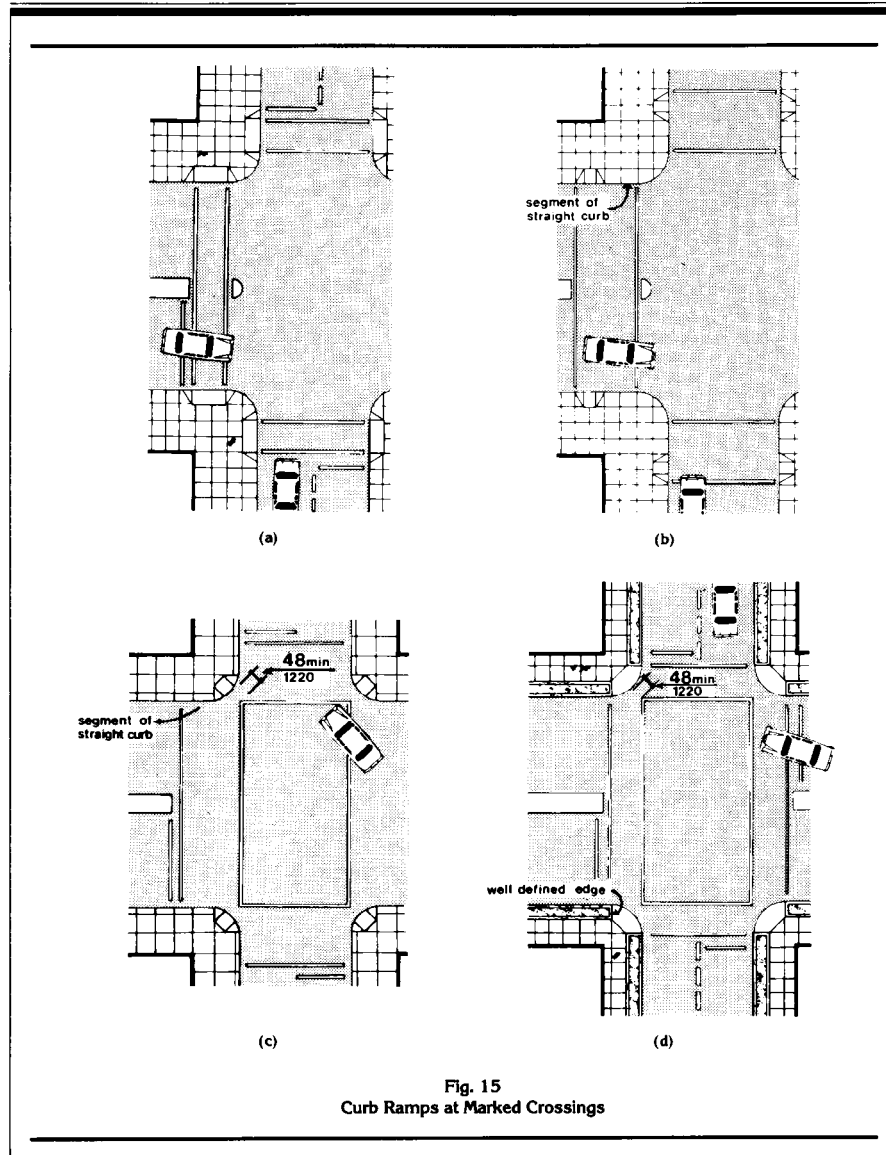 segment of
straight curb
(a)
(b)
48min
1220
segment of
straight curb
48min
1220
well defined edge
(c)
(d)
Fig. 15
Curb Ramps at Marked Crossings